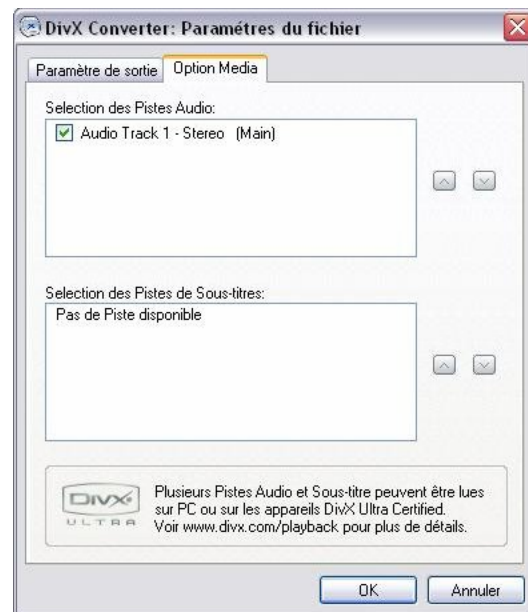 DivX Converter: Paramétres du fichier
Paramètre de sortie
Option Media
Selection des Pistes Audio:
Audio Track 1 - Stereo (Main)
Selection des Pistes de Sous-titres:
Pas de Piste disponible
DIVX
ULTRA
Plusieurs Pistes Audio et Sous-titre peuvent être lues
sur PC ou sur les appareils DivX Ultra Certified.
Voir www.divx.com/playback pour plus de détails.
OK
Annuler